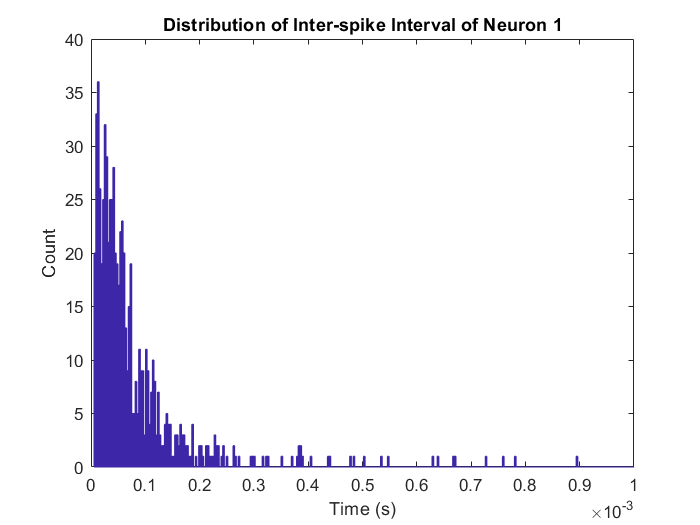 Distribution of Inter-spike Interval of Neuron 1
40
35
30
25
20
15
10
5
0
Count
0 0.1 0.2 0.3 0.4 0.5 0.6 0.7 0.8 0.9 1
Time (s)
×10-3